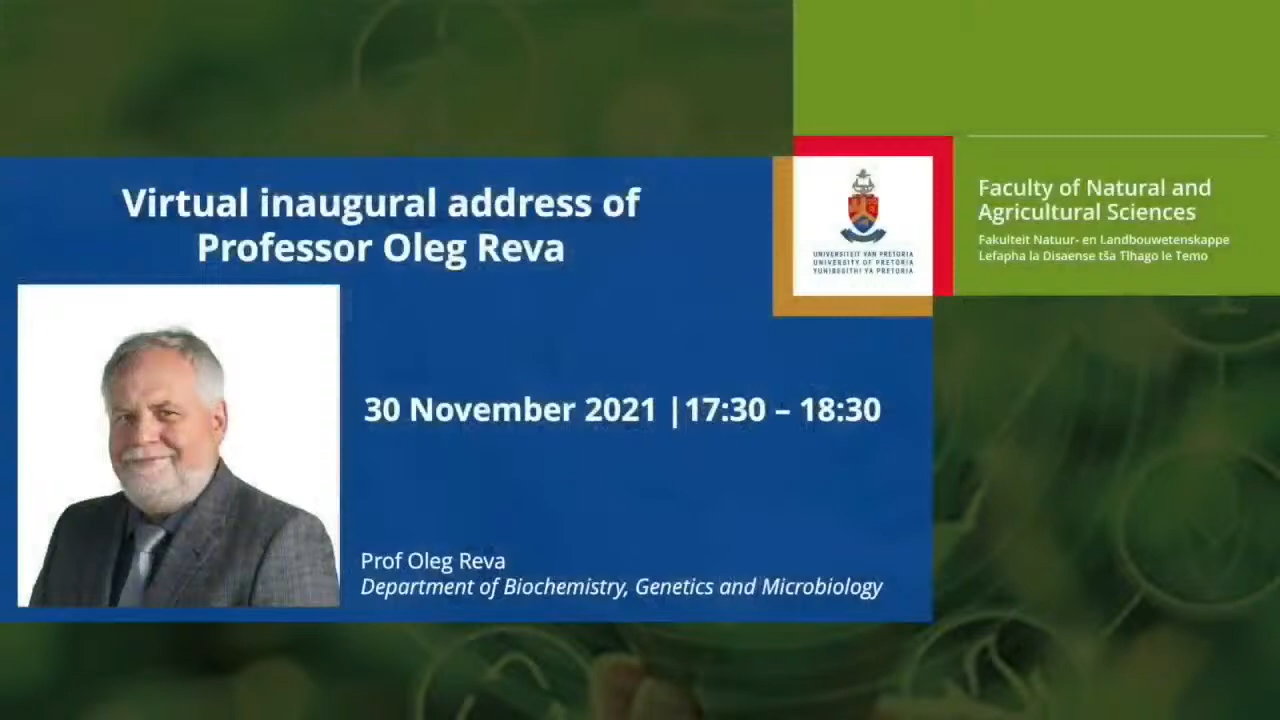 Virtual inaugural address of
Professor Oleg Reva
UNIVERSITEIT VAN PRETORIA
UNIVERSITY OF PRETORIA
YUNIBESITHI YA PRETORIA
Faculty of Natural and
Agricultural Sciences
Fakulteit Natuur- en Landbouwetenskappe
Lefapha la Disaense tša Tlhago le Temo
30 November 2021 |17:30 – 18:30
Prof Oleg Reva
Department of Biochemistry, Genetics and Microbiology